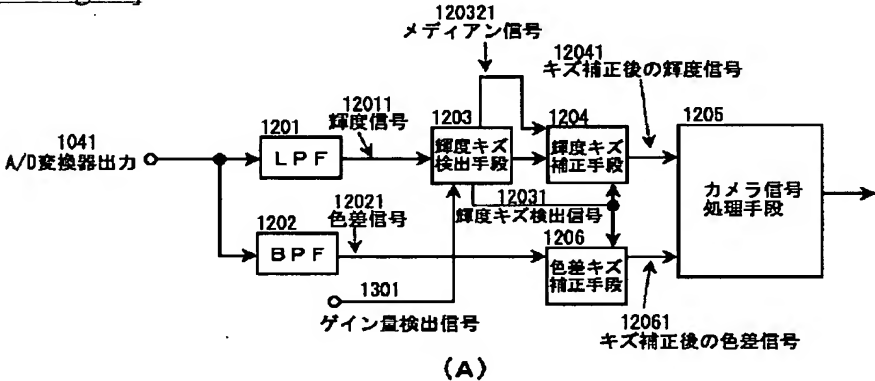 120321
メディアン信号
12041
キズ補正後の輝度信号
1205
12011
輝度信号
1203
1204
1201
1041
A/D変換器出力
LPF
輝度キズ
検出手段
輝度キズ
補正手段
カメラ信号
処理手段
12031
輝度キズ検出信号
12021
色差信号
1202
1206
BPF
色差キズ
補正手段
1301
ゲイン量検出信号
12061
キズ補正後の色差信号
(A)